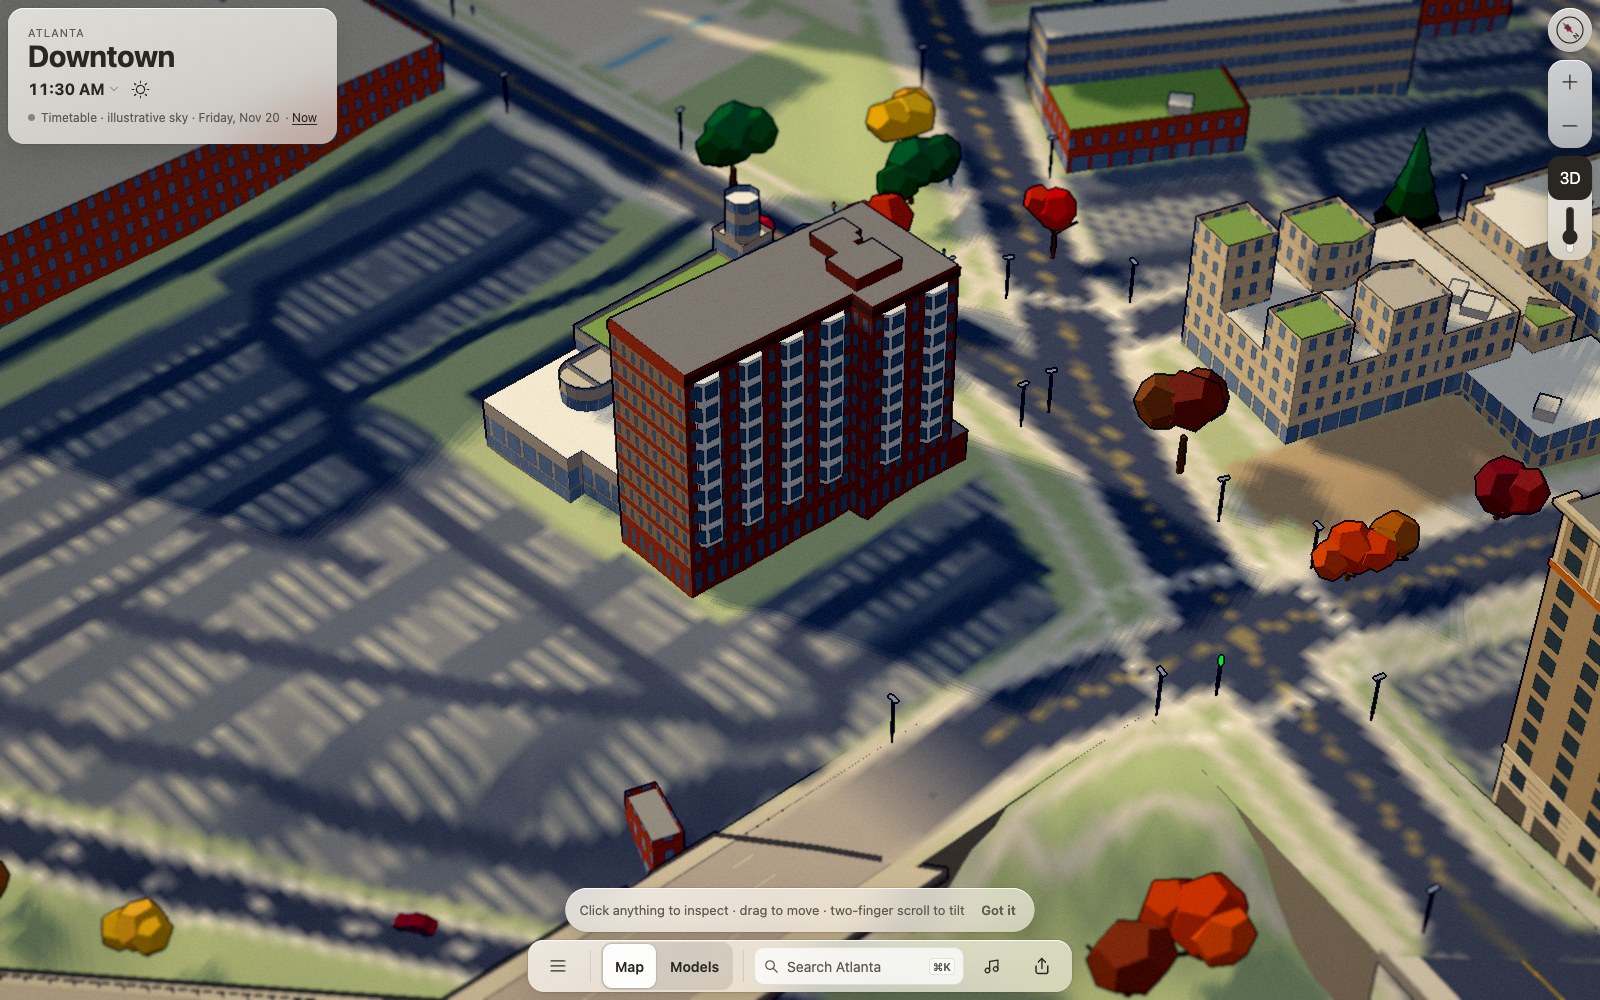 ATLANTA
Downtown
11:30 AM
Timetable · illustrative sky · Friday, Nov 20 · Now
3D
Click anything to inspect · drag to move · two-finger scroll to tilt Got it
Map Models Search Atlanta ⌘K